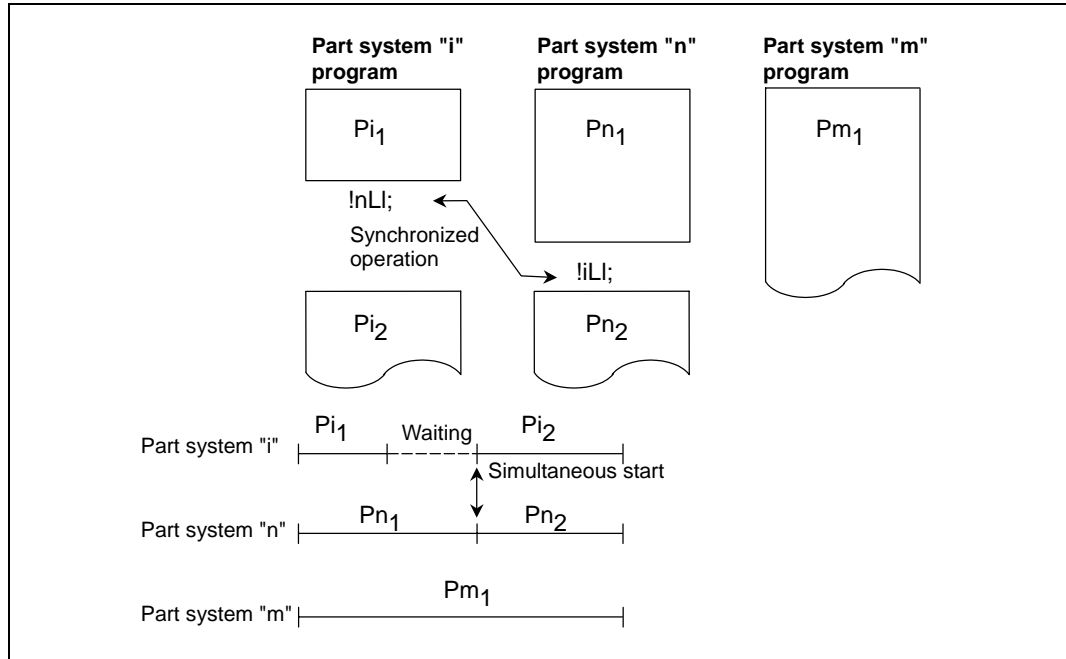 Part system "i" program
Part system "n" program
Part system "m" program
Pi1
Pn1
Pm1
!nLl;
Synchronized operation
!iLl;
Pi2
Pn2
Pi1
Waiting
Pi2
Part system "i"
Simultaneous start
Pn1
Pn2
Part system "n"
Pm1
Part system "m"